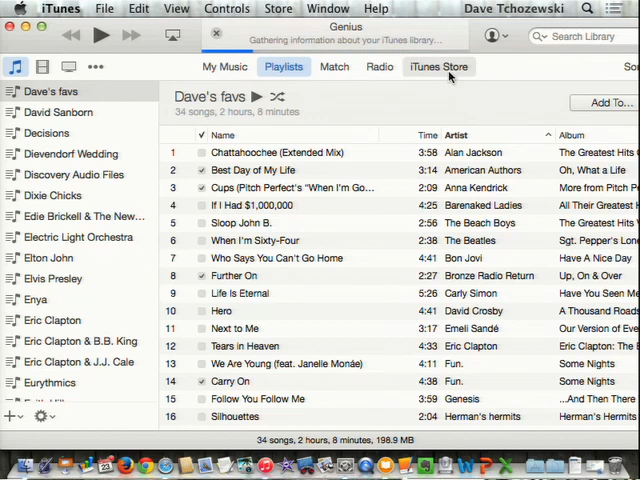 iTunes File Edit View Controls Store Window Help Dave Tchozewski
Genius
Gathering information about your iTunes library...
Search Library
My Music Playlists Match Radio iTunes Store
Dave's favs
David Sanborn
Decisions
Dievendorf Wedding
Discovery Audio Files
Dixie Chicks
Edie Brickell & The New...
Electric Light Orchestra
Elton John
Elvis Presley
Enya
Eric Clapton
Eric Clapton & B.B. King
Eric Clapton & J.J. Cale
Eurythmics
Dave's favs
34 songs, 2 hours, 8 minutes
Add To...
Name Time Artist Album
1 Chattahoochee (Extended Mix) 3:58 Alan Jackson The Greatest Hits C
2 Best Day of My Life 3:14 American Authors Oh, What a Life
3 Cups (Pitch Perfect's "When I'm Go... 2:09 Anna Kendrick More from Pitch Pe
4 If I Had $1,000,000 4:25 Barenaked Ladies All Their Greatest H
5 Sloop John B. 2:56 The Beach Boys The Greatest Hits
6 When I'm Sixty-Four 2:38 The Beatles Sgt. Pepper's Lone
7 Who Says You Can't Go Home 4:41 Bon Jovi Have A Nice Day
8 Further On 2:27 Bronze Radio Return Up, On & Over
9 Life Is Eternal 5:26 Carly Simon Have You Seen Me
10 Hero 4:41 David Crosby A Thousand Roads
11 Next to Me 3:17 Emeli Sandé Our Version of Eve
12 Tears in Heaven 4:33 Eric Clapton Eric Clapton: The
13 We Are Young (feat. Janelle Monáe) 4:11 Fun. Some Nights
14 Carry On 4:38 Fun. Some Nights
15 Follow You Follow Me 3:59 Genesis ...And Then There
16 Silhouettes 2:04 Herman's hermits
34 songs, 2 hours, 8 minutes, 198.9 MB